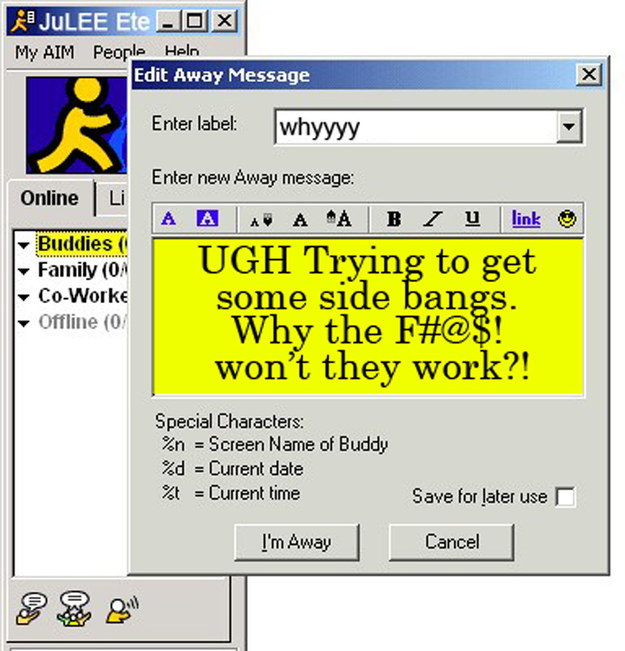 JuLEE Ete
My AIM People Help
Edit Away Message
Enter label:
whyyyy
Enter new Away message:
Online
Li
A A A A A B I U link
UGH Trying to get
some side bangs.
Why the F#@$!
won't they work?!
Buddies (
Family (0/
Co-Worke
Offline (0/
Special Characters:
%n = Screen Name of Buddy
%d = Current date
%t = Current time
Save for later use
I'm Away
Cancel